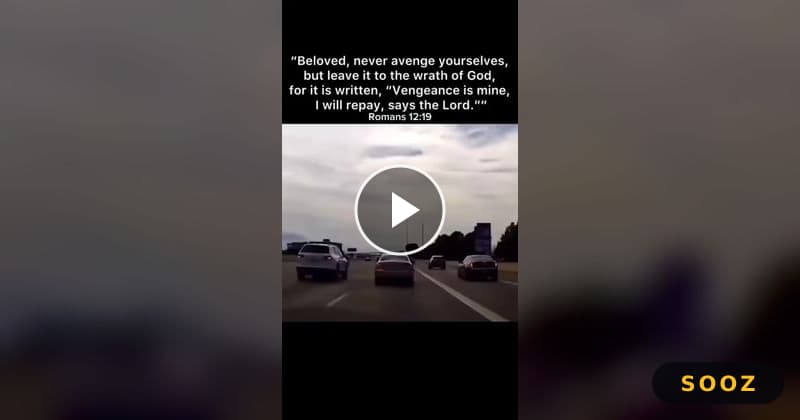 “Beloved, never avenge yourselves,
but leave it to the wrath of God,
for it is written, “Vengeance is mine,
I will repay, says the Lord.”“
Romans 12:19
SOOZ